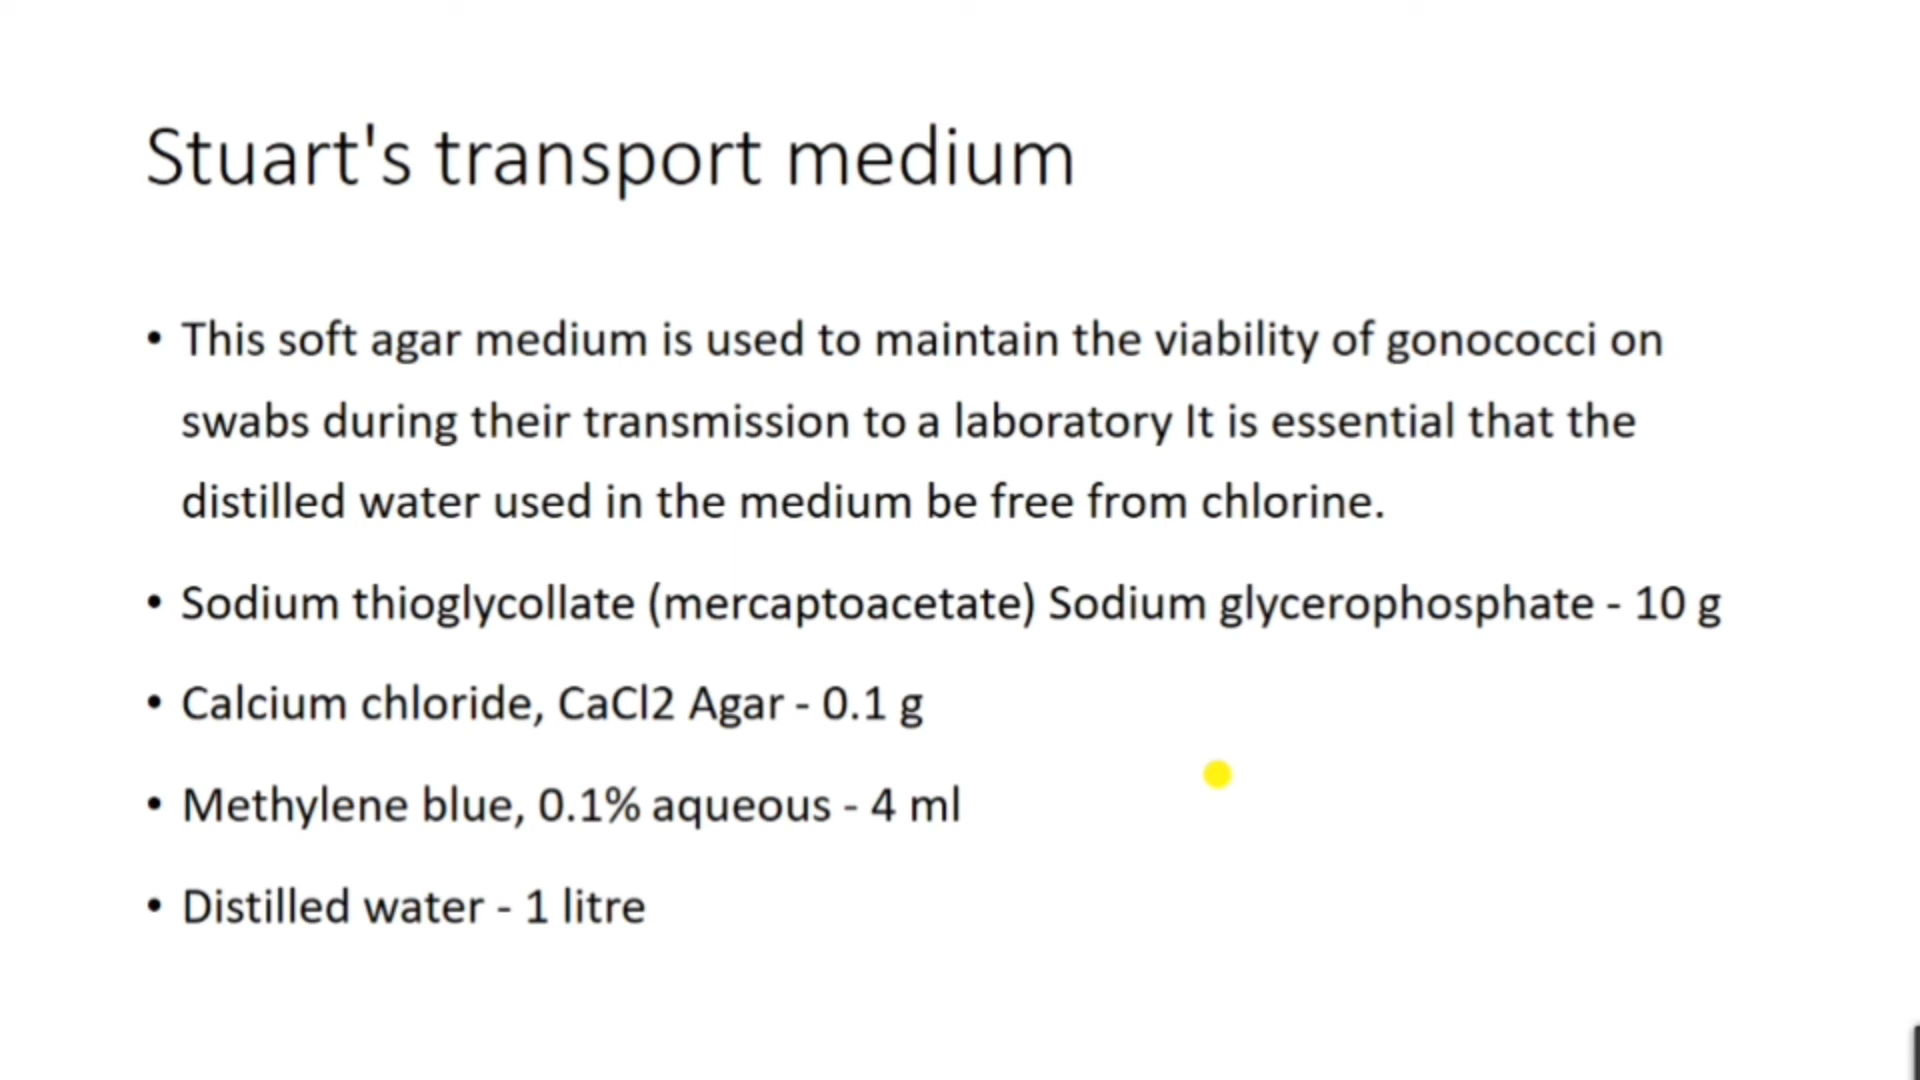 Stuart's transport medium
• This soft agar medium is used to maintain the viability of gonococci on
swabs during their transmission to a laboratory It is essential that the
distilled water used in the medium be free from chlorine.
• Sodium thioglycollate (mercaptoacetate) Sodium glycerophosphate - 10 g
• Calcium chloride, CaCl2 Agar - 0.1 g
• Methylene blue, 0.1% aqueous - 4 ml
• Distilled water - 1 litre